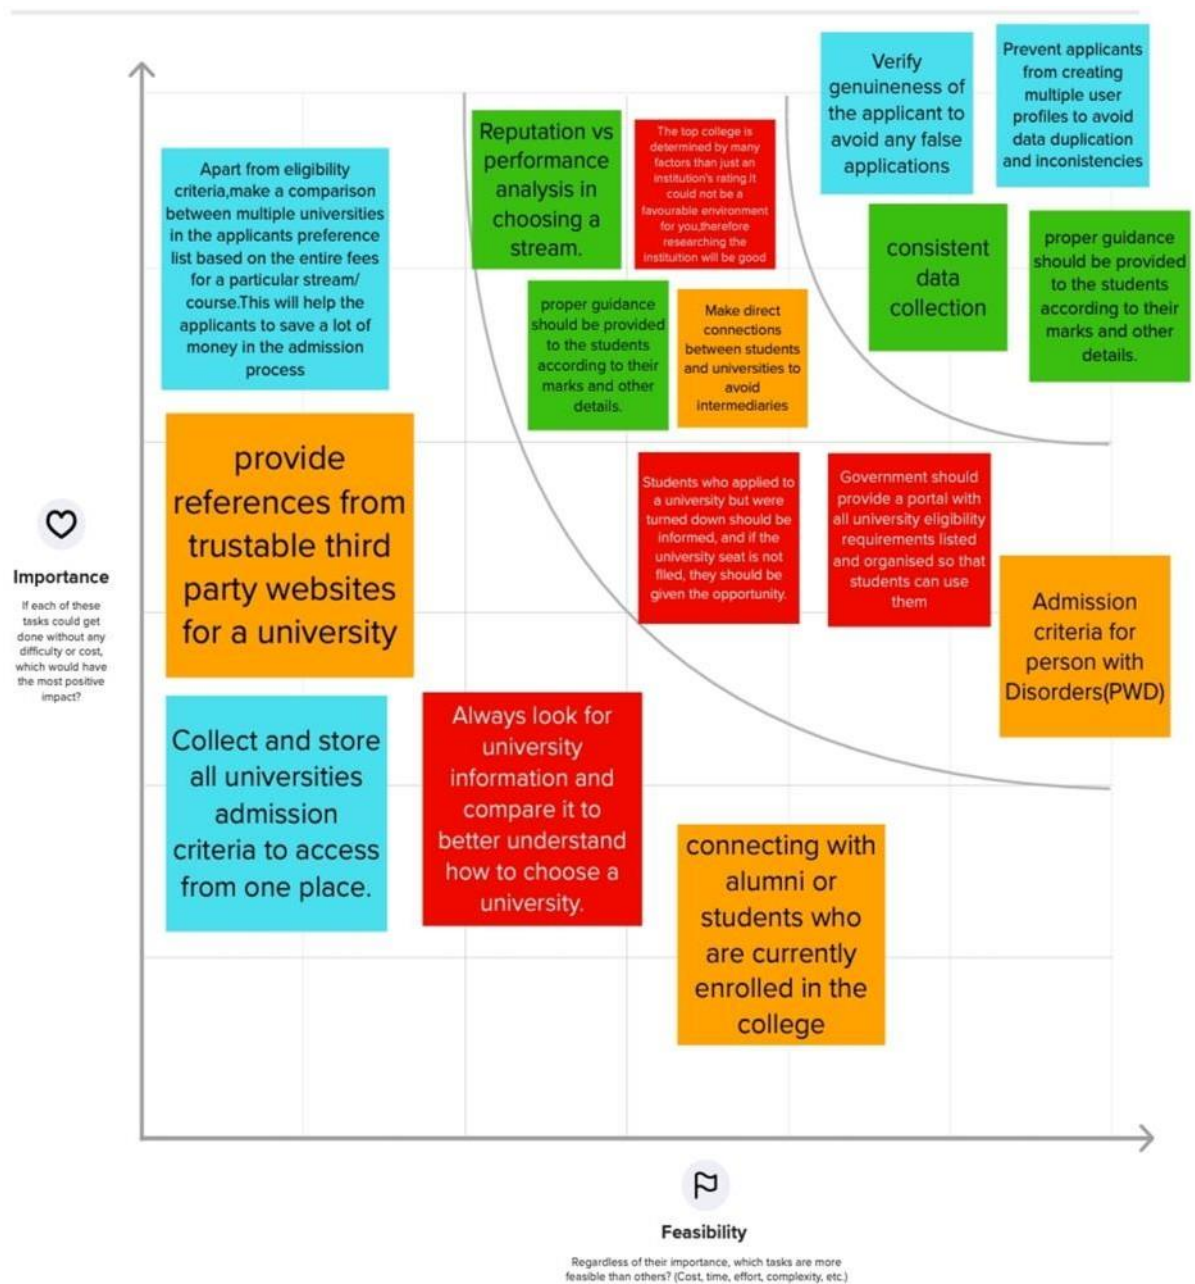 Verify
genuineness of
the applicant to
avoid any false
applications
Prevent applicants
from creating
multiple user
profiles to avoid
data duplication
and inconistencies
Reputation vs
performance
analysis in
choosing a
stream.
The top college is
determined by many
factors than just an
institution's rating.it
could not be a
favourable environment
for you,therefore
researching the
instituition will be good
Apart from eligibility
criteria,make a comparison
between multiple universities
in the applicants preference
list based on the entire fees
for a particular stream/
course.This will help the
applicants to save a lot of
money in the admission
process
consistent
data
collection
proper guidance
should be provided
to the students
according to their
marks and other
details.
proper guidance
should be provided
to the students
according to their
marks and other
details.
Make direct
connections
between students
and universities to
avoid
intermediaries
provide
references from
trustable third
party websites
for a university
Students who applied to
a university but were
turned down should be
informed, and if the
university seat is not
flled, they should be
given the opportunity.
Government should
provide a portal with
all university eligibility
requirements listed
and organised so that
students can use
them
Admission
criteria for
person with
Disorders(PWD)
Importance
If each of these
tasks could get
done without any
difficulty or cost,
which would have
the most positive
impact?
Collect and store
all universities
admission
criteria to access
from one place.
Always look for
university
information and
compare it to
better understand
how to choose a
university.
connecting with
alumni or
students who
are currently
enrolled in the
college
Feasibility
Regardless of their importance, which tasks are more
feasible than others? (Cost, time, effort, complexity, etc.)